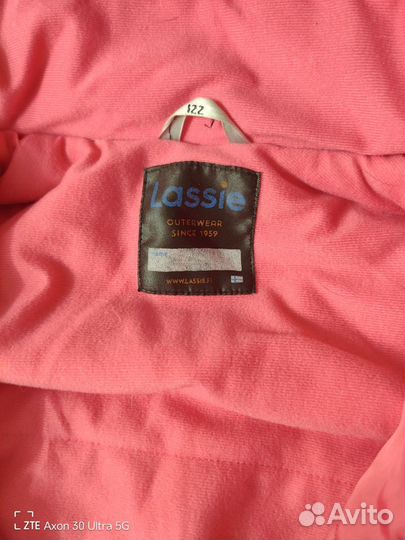 122
Lassie
OUTERWEAR
SINCE 1959
WWW.LASSIE.FI
ZTE Axon 30 Ultra 5G
Avito